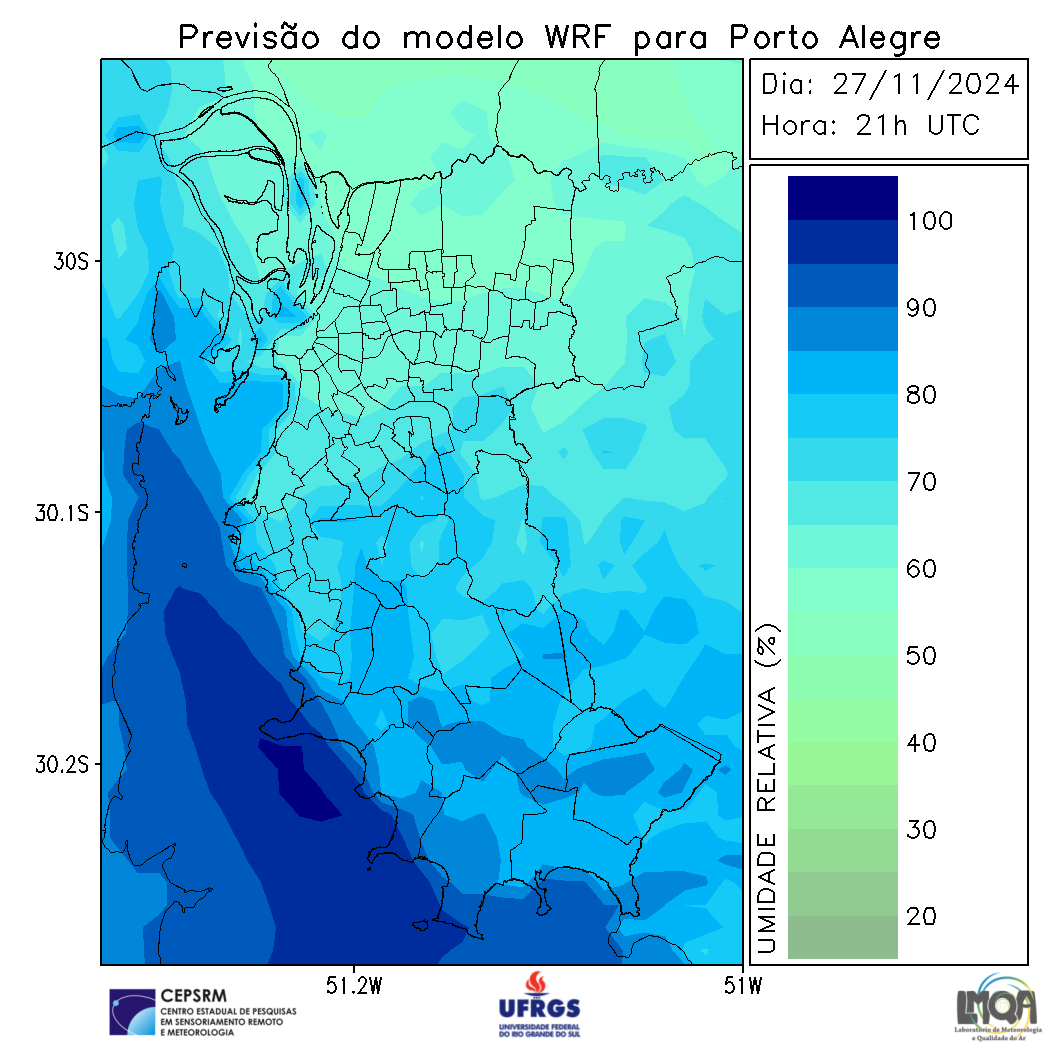 Previsão do modelo WRF para Porto Alegre
Dia: 27/11/2024
Hora: 21h UTC
30S
30.1S
30.2S
51.2W
51W
UMIDADE RELATIVA (%)
100
90
80
70
60
50
40
30
20
CEPSRM
CENTRO ESTADUAL DE PESQUISAS
EM SENSORIAMENTO REMOTO
E METEOROLOGIA
UFRGS
UNIVERSIDADE FEDERAL
DO RIO GRANDE DO SUL
LMQA
Laboratório de Meteorologia
e Qualidade do Ar